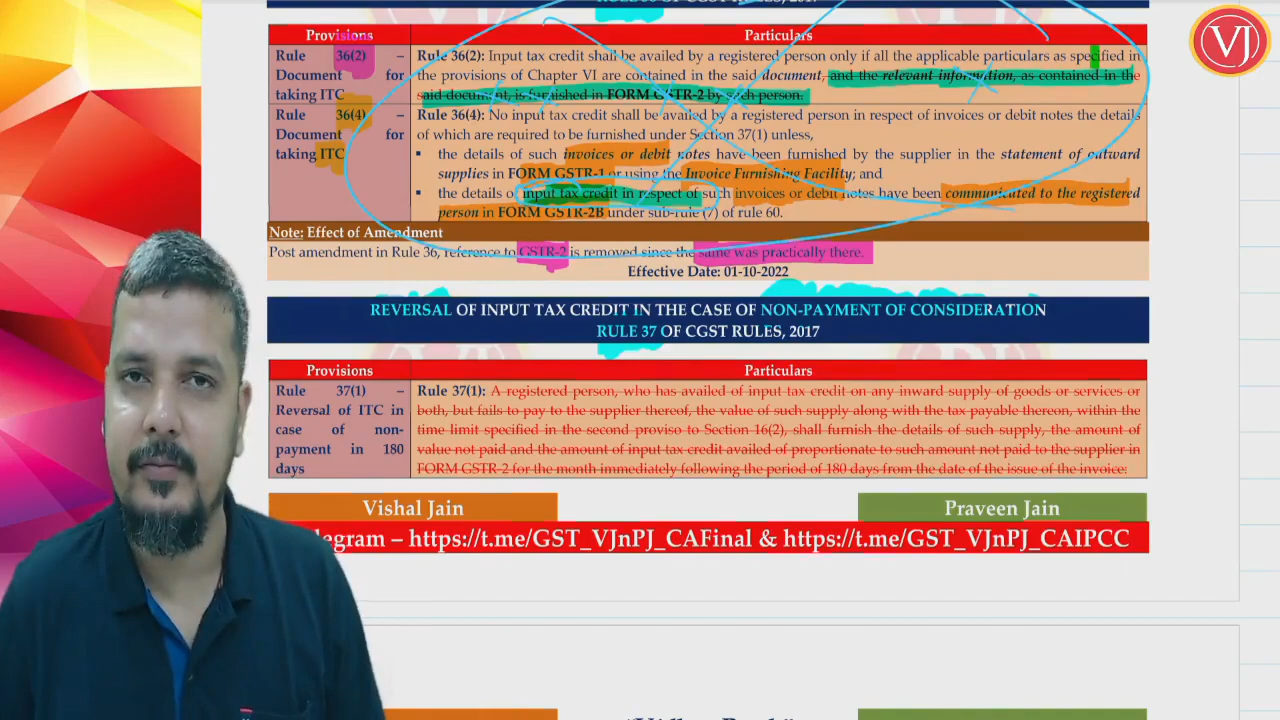 VJ
Provisions
Particulars
Rule 36(2) –
Document for
taking ITC
Rule 36(2): Input tax credit shall be availed by a registered person only if all the applicable particulars as specified in
the provisions of Chapter VI are contained in the said document, and the relevant information, as contained in the
said document, is furnished in FORM GSTR-2 by such person.
Rule 36(4) –
Document for
taking ITC
Rule 36(4): No input tax credit shall be availed by a registered person in respect of invoices or debit notes the details
of which are required to be furnished under Section 37(1) unless,
▪ the details of such invoices or debit notes have been furnished by the supplier in the statement of outward
supplies in FORM GSTR-1 or using the Invoice Furnishing Facility; and
▪ the details of input tax credit in respect of such invoices or debit notes have been communicated to the registered
person in FORM GSTR-2B under sub-rule (7) of rule 60.
Note: Effect of Amendment
Post amendment in Rule 36, reference to GSTR-2 is removed since the same was practically there.
Effective Date: 01-10-2022
REVERSAL OF INPUT TAX CREDIT IN THE CASE OF NON-PAYMENT OF CONSIDERATION
RULE 37 OF CGST RULES, 2017
Provisions
Particulars
Rule 37(1) –
Reversal of ITC in
case of non-
payment in 180
days
Rule 37(1): A registered person, who has availed of input tax credit on any inward supply of goods or services or
both, but fails to pay to the supplier thereof, the value of such supply along with the tax payable thereon, within the
time limit specified in the second proviso to Section 16(2), shall furnish the details of such supply, the amount of
value not paid and the amount of input tax credit availed of proportionate to such amount not paid to the supplier in
FORM GSTR-2 for the month immediately following the period of 180 days from the date of the issue of the invoice:
Vishal Jain
Praveen Jain
legram – https://t.me/GST_VJnPJ_CAFinal & https://t.me/GST_VJnPJ_CAIPCC